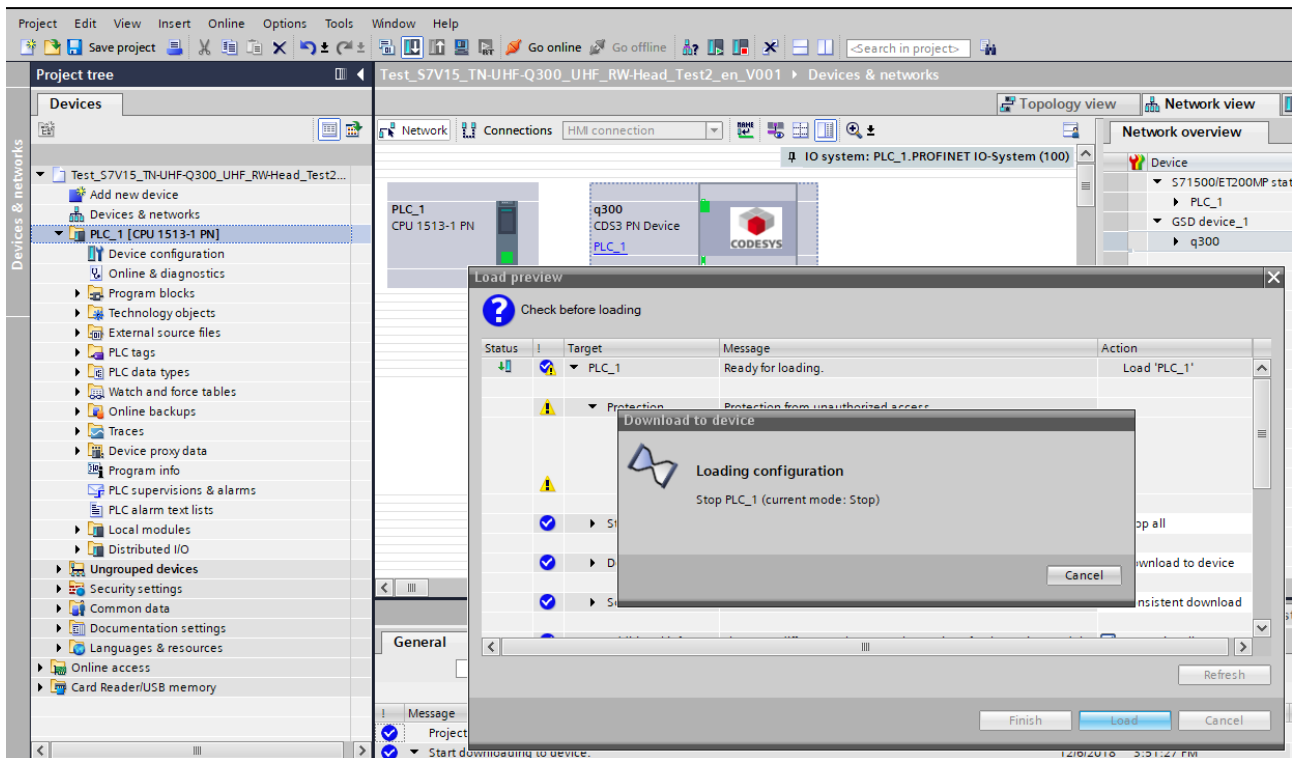 Project Edit View Insert Online Options Tools Window Help
Save project Go online Go offline <Search in project>
Project tree
Test_S7V15_TN-UHF-Q300_UHF_RW-Head_Test2_en_V001 Devices & networks
Devices
Topology view Network view
Network Connections HMI connection
Network overview
IO system: PLC_1.PROFINET IO-System (100)
Device
S71500/ET200MP stat
PLC_1
GSD device_1
q300
Devices & networks
Test_S7V15_TN-UHF-Q300_UHF_RW-Head_Test2...
Add new device
Devices & networks
PLC_1 [CPU 1513-1 PN]
Device configuration
Online & diagnostics
Program blocks
Technology objects
External source files
PLC tags
PLC data types
Watch and force tables
Online backups
Traces
Device proxy data
Program info
PLC supervisions & alarms
PLC alarm text lists
Local modules
Distributed I/O
Ungrouped devices
Security settings
Common data
Documentation settings
Languages & resources
Online access
Card Reader/USB memory
PLC_1
CPU 1513-1 PN
q300
CDS3 PN Device
PLC_1
CODESYS
Load preview
Check before loading
Status ! Target Message Action
PLC_1 Ready for loading. Load 'PLC_1'
Protection Protection from unauthorized access
Download to device
Loading configuration
Stop PLC_1 (current mode: Stop)
Cancel
General
Refresh
Finish Load Cancel
! Message
Project
Start downloading to device. 12/6/2018 3:51:27 PM